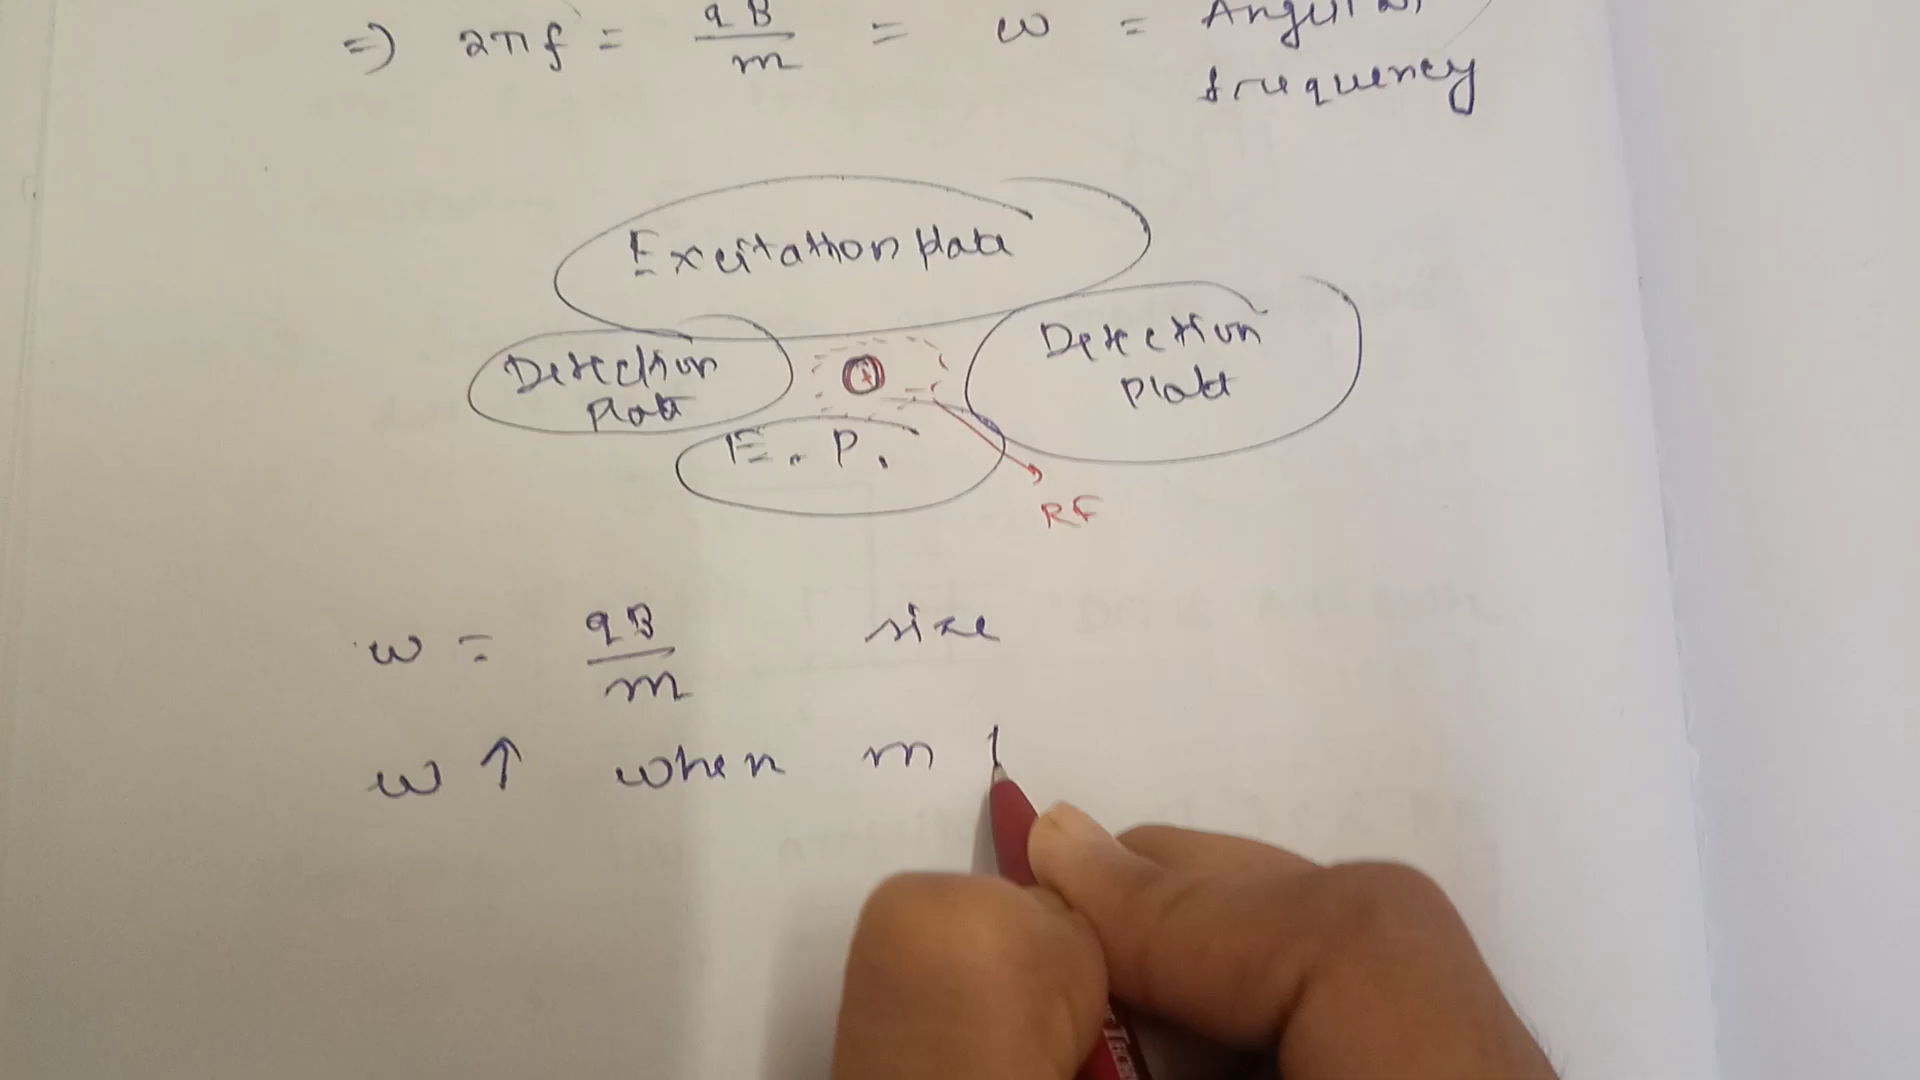 => 2πf = qB/m = ω = Angular
frequency
Excitation plate
Detection
plate
Detection
plate
+
E. P.
RF
ω = qB/m size
ω ↑ when m